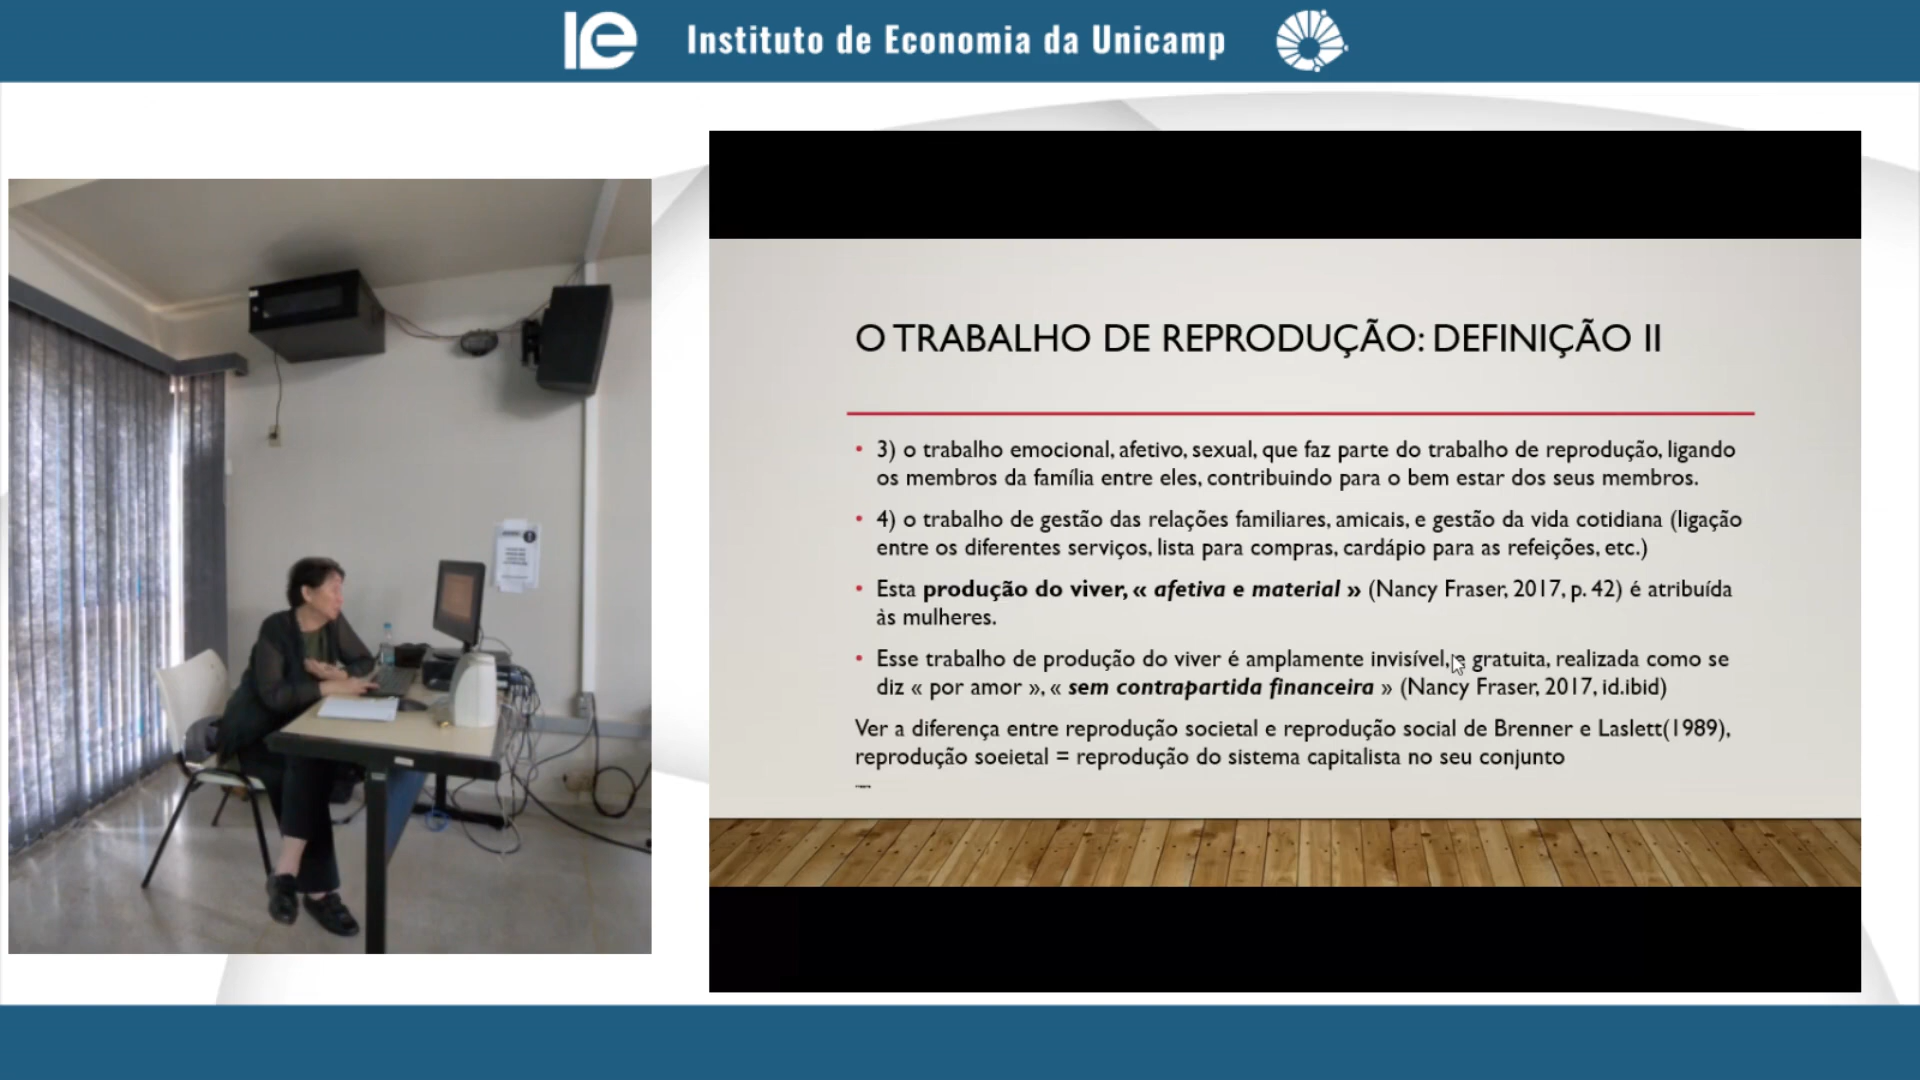 Ie Instituto de Economia da Unicamp
O TRABALHO DE REPRODUÇÃO: DEFINIÇÃO II
• 3) o trabalho emocional, afetivo, sexual, que faz parte do trabalho de reprodução, ligando
os membros da família entre eles, contribuindo para o bem estar dos seus membros.
• 4) o trabalho de gestão das relações familiares, amicais, e gestão da vida cotidiana (ligação
entre os diferentes serviços, lista para compras, cardápio para as refeições, etc.)
• Esta produção do viver, « afetiva e material » (Nancy Fraser, 2017, p. 42) é atribuída
às mulheres.
• Esse trabalho de produção do viver é amplamente invisível, e gratuita, realizada como se
diz « por amor », « sem contrapartida financeira » (Nancy Fraser, 2017, id.ibid)
Ver a diferença entre reprodução societal e reprodução social de Brenner e Laslett(1989),
reprodução soeietal = reprodução do sistema capitalista no seu conjunto